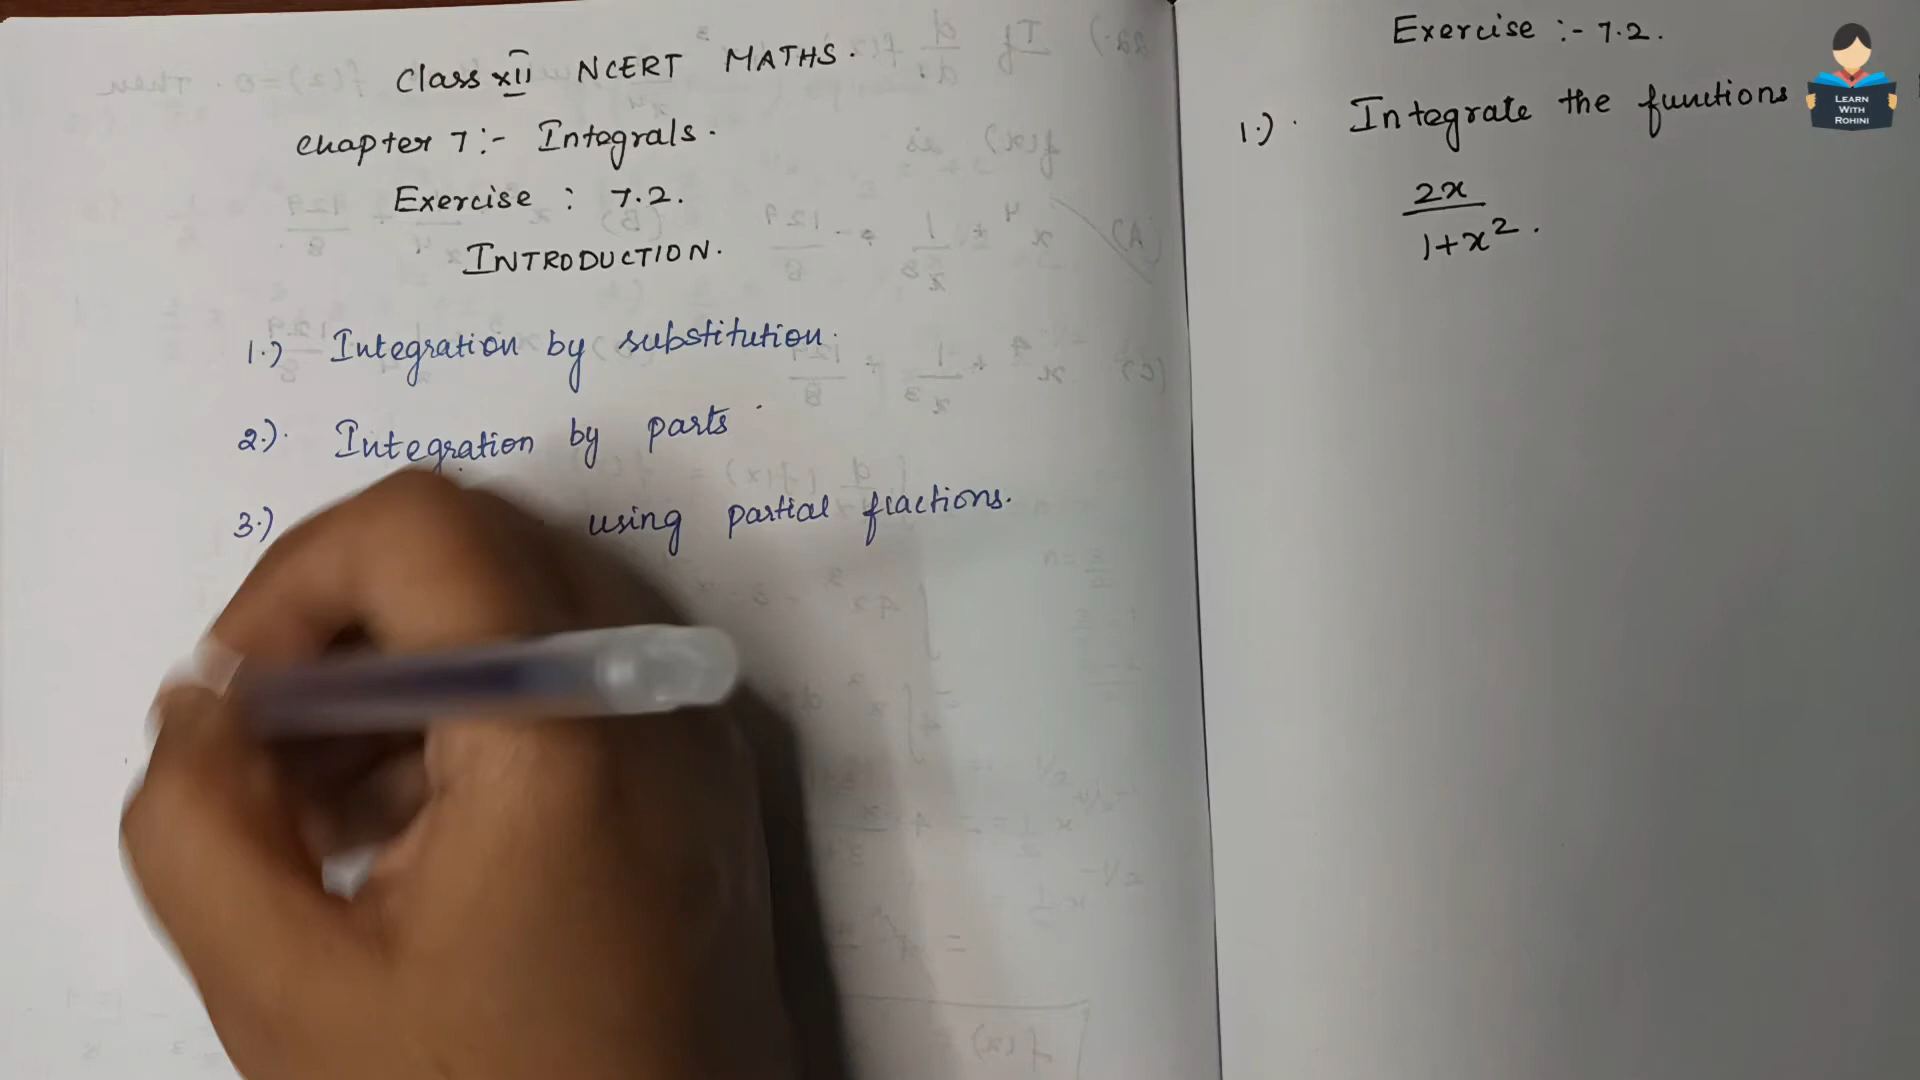 Class XII NCERT MATHS.
Chapter 7:- Integrals.
Exercise : 7.2.
INTRODUCTION.
1.) Integration by substitution.
2.) Integration by parts.
3.) using partial fractions.
Exercise :- 7.2.
1.) Integrate the functions
2x
1+x².
LEARN
WITH
ROHINI